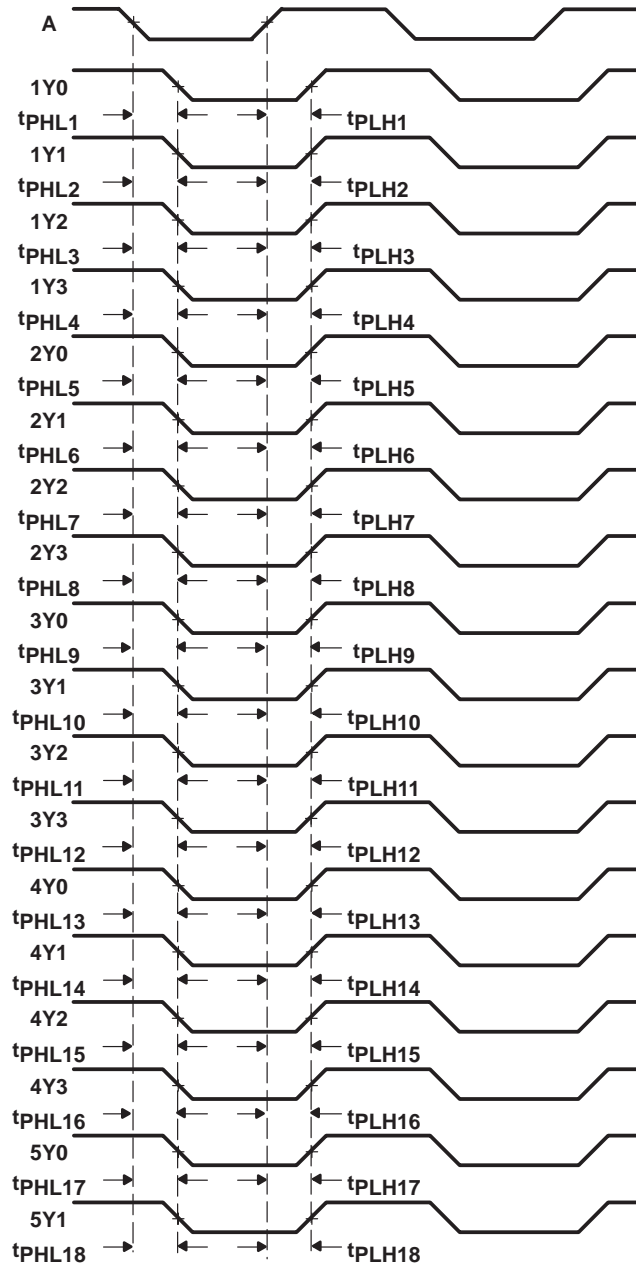 A
1Y0
tPHL1 tPLH1
1Y1
tPHL2 tPLH2
1Y2
tPHL3 tPLH3
1Y3
tPHL4 tPLH4
2Y0
tPHL5 tPLH5
2Y1
tPHL6 tPLH6
2Y2
tPHL7 tPLH7
2Y3
tPHL8 tPLH8
3Y0
tPHL9 tPLH9
3Y1
tPHL10 tPLH10
3Y2
tPHL11 tPLH11
3Y3
tPHL12 tPLH12
4Y0
tPHL13 tPLH13
4Y1
tPHL14 tPLH14
4Y2
tPHL15 tPLH15
4Y3
tPHL16 tPLH16
5Y0
tPHL17 tPLH17
5Y1
tPHL18 tPLH18